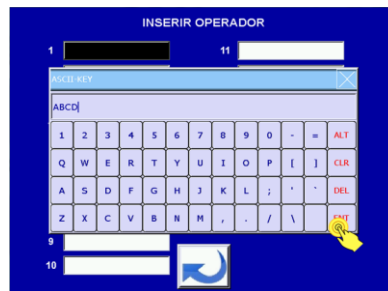 INSERIR OPERADOR
1 11
ASCII-KEY
ABCD
1 2 3 4 5 6 7 8 9 0 - = ALT
Q W E R T Y U I O P [ ] CLR
A S D F G H J K L ; ' ` DEL
Z X C V B N M , . / \ ENT
9
10